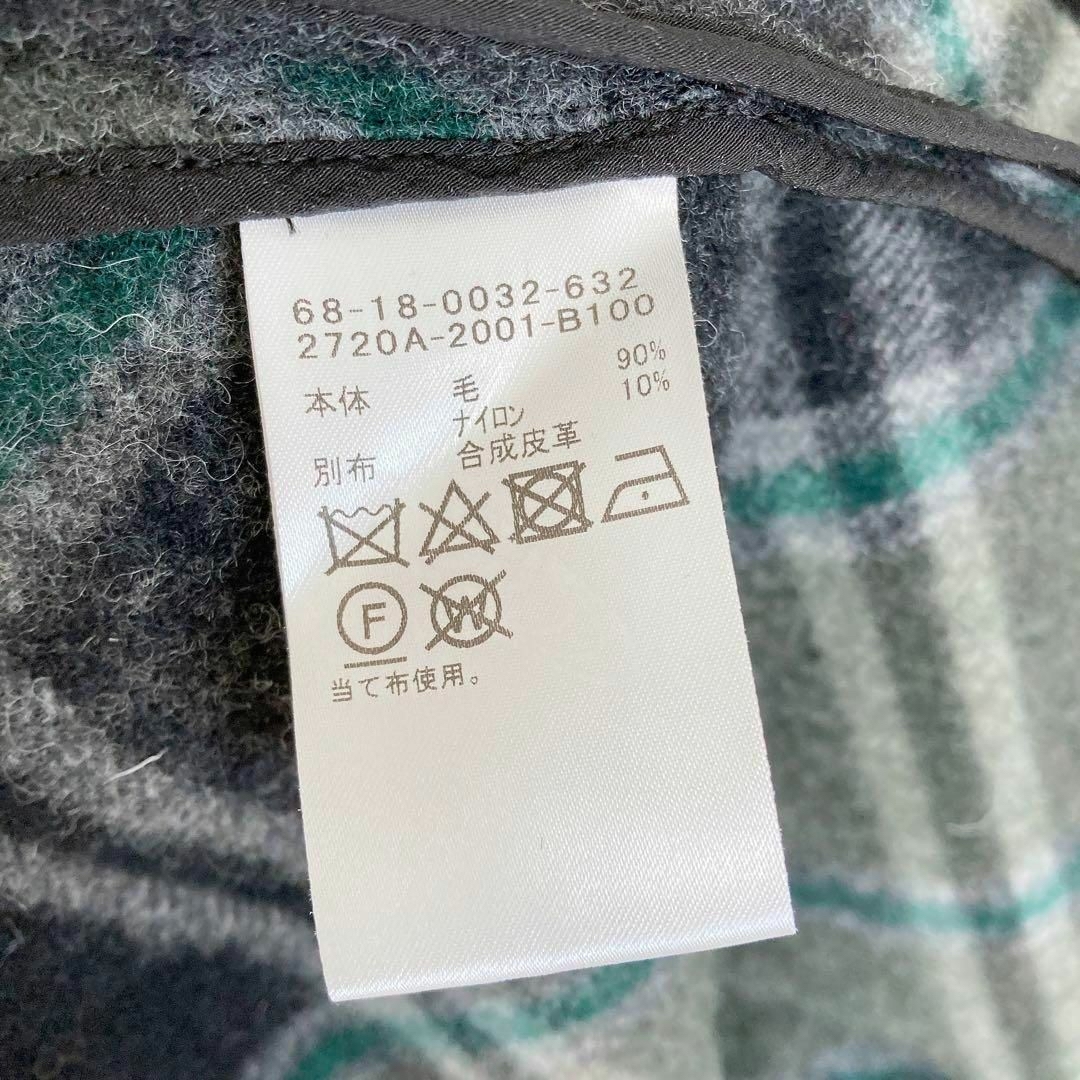 68-18-0032-632
2720A-2001-B100
本体 毛 90%
ナイロン 10%
別布 合成皮革
F W
当て布使用。